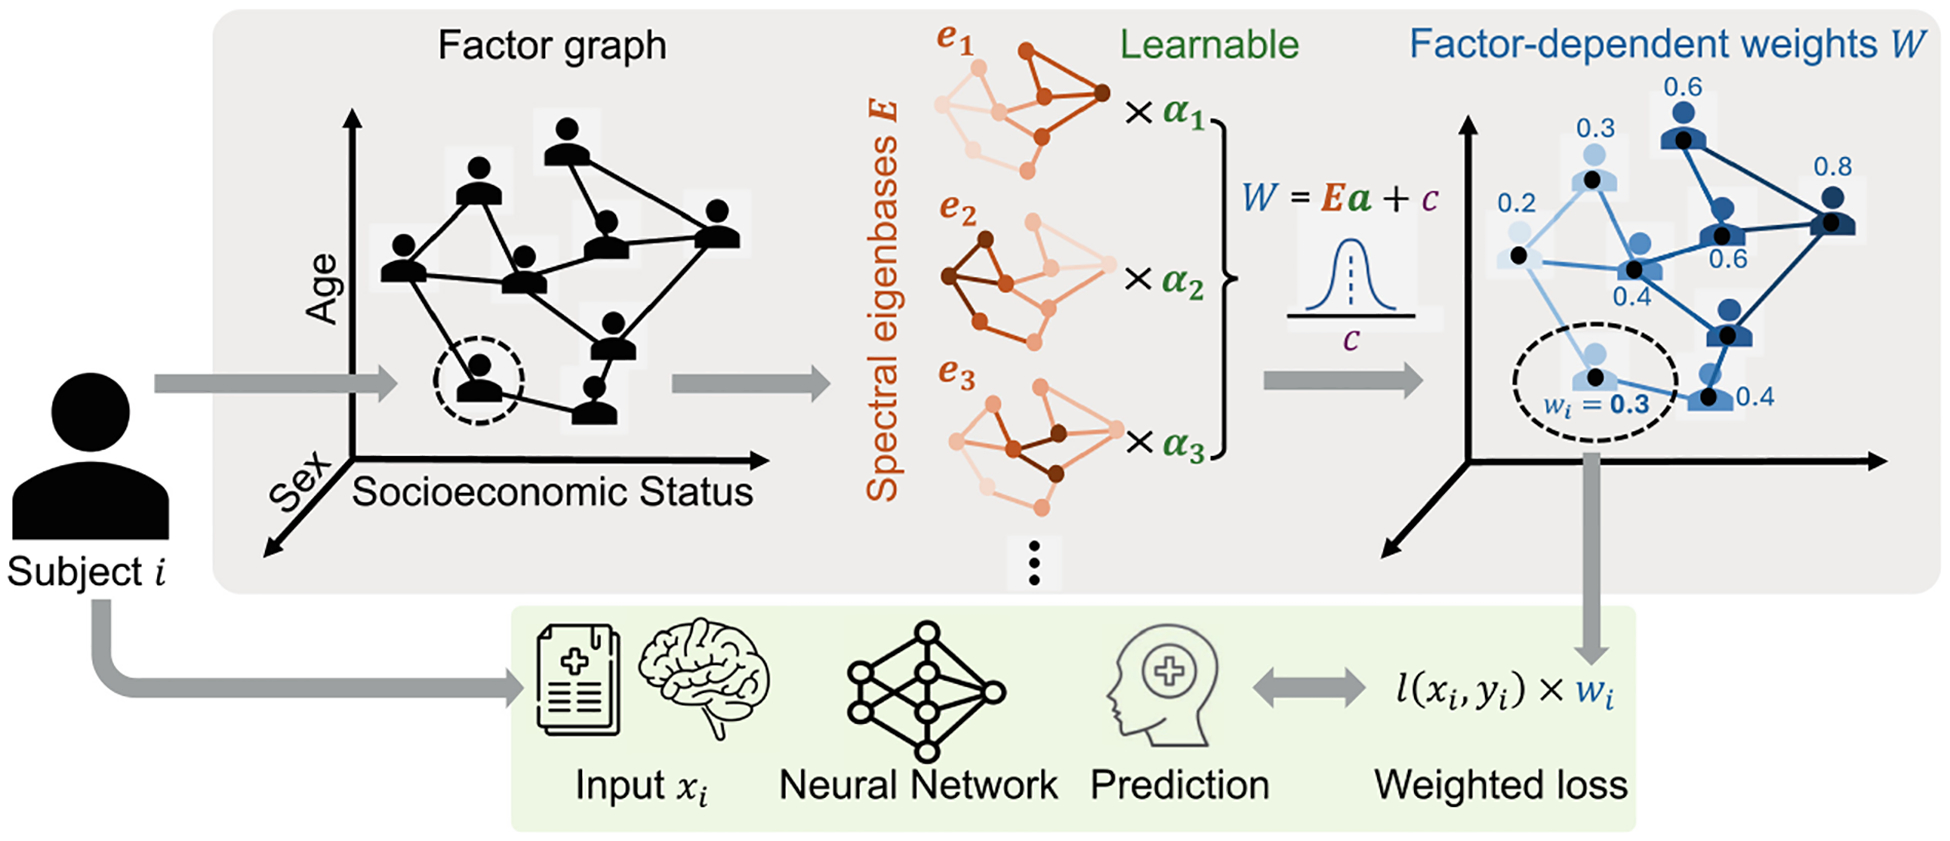 Factor graph
Age
Sex
Socioeconomic Status
Subject i
Spectral eigenbases E
e1
e2
e3
Learnable
× α1
× α2
× α3
W = Ea + c
c
Factor-dependent weights W
0.6
0.3
0.8
0.2
0.6
0.4
wi = 0.3
0.4
l(xi, yi) × wi
Input xi
Neural Network
Prediction
Weighted loss